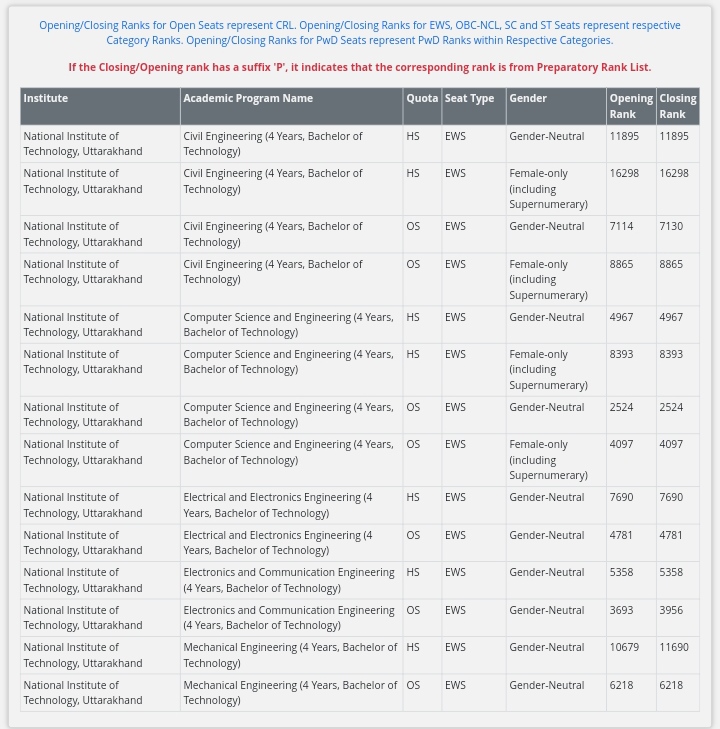 Opening/Closing Ranks for Open Seats represent CRL. Opening/Closing Ranks for EWS, OBC-NCL, SC and ST Seats represent respective
Category Ranks. Opening/Closing Ranks for PwD Seats represent PwD Ranks within Respective Categories.
If the Closing/Opening rank has a suffix 'P', it indicates that the corresponding rank is from Preparatory Rank List.
Institute Academic Program Name Quota Seat Type Gender Opening Closing
Rank Rank
National Institute of Civil Engineering (4 Years, Bachelor of HS EWS Gender-Neutral 11895 11895
Technology, Uttarakhand Technology)
National Institute of Civil Engineering (4 Years, Bachelor of HS EWS Female-only 16298 16298
Technology, Uttarakhand Technology) (including
Supernumerary)
National Institute of Civil Engineering (4 Years, Bachelor of OS EWS Gender-Neutral 7114 7130
Technology, Uttarakhand Technology)
National Institute of Civil Engineering (4 Years, Bachelor of OS EWS Female-only 8865 8865
Technology, Uttarakhand Technology) (including
Supernumerary)
National Institute of Computer Science and Engineering (4 Years, HS EWS Gender-Neutral 4967 4967
Technology, Uttarakhand Bachelor of Technology)
National Institute of Computer Science and Engineering (4 Years, HS EWS Female-only 8393 8393
Technology, Uttarakhand Bachelor of Technology) (including
Supernumerary)
National Institute of Computer Science and Engineering (4 Years, OS EWS Gender-Neutral 2524 2524
Technology, Uttarakhand Bachelor of Technology)
National Institute of Computer Science and Engineering (4 Years, OS EWS Female-only 4097 4097
Technology, Uttarakhand Bachelor of Technology) (including
Supernumerary)
National Institute of Electrical and Electronics Engineering (4 HS EWS Gender-Neutral 7690 7690
Technology, Uttarakhand Years, Bachelor of Technology)
National Institute of Electrical and Electronics Engineering (4 OS EWS Gender-Neutral 4781 4781
Technology, Uttarakhand Years, Bachelor of Technology)
National Institute of Electronics and Communication Engineering HS EWS Gender-Neutral 5358 5358
Technology, Uttarakhand (4 Years, Bachelor of Technology)
National Institute of Electronics and Communication Engineering OS EWS Gender-Neutral 3693 3956
Technology, Uttarakhand (4 Years, Bachelor of Technology)
National Institute of Mechanical Engineering (4 Years, Bachelor of HS EWS Gender-Neutral 10679 11690
Technology, Uttarakhand Technology)
National Institute of Mechanical Engineering (4 Years, Bachelor of OS EWS Gender-Neutral 6218 6218
Technology, Uttarakhand Technology)